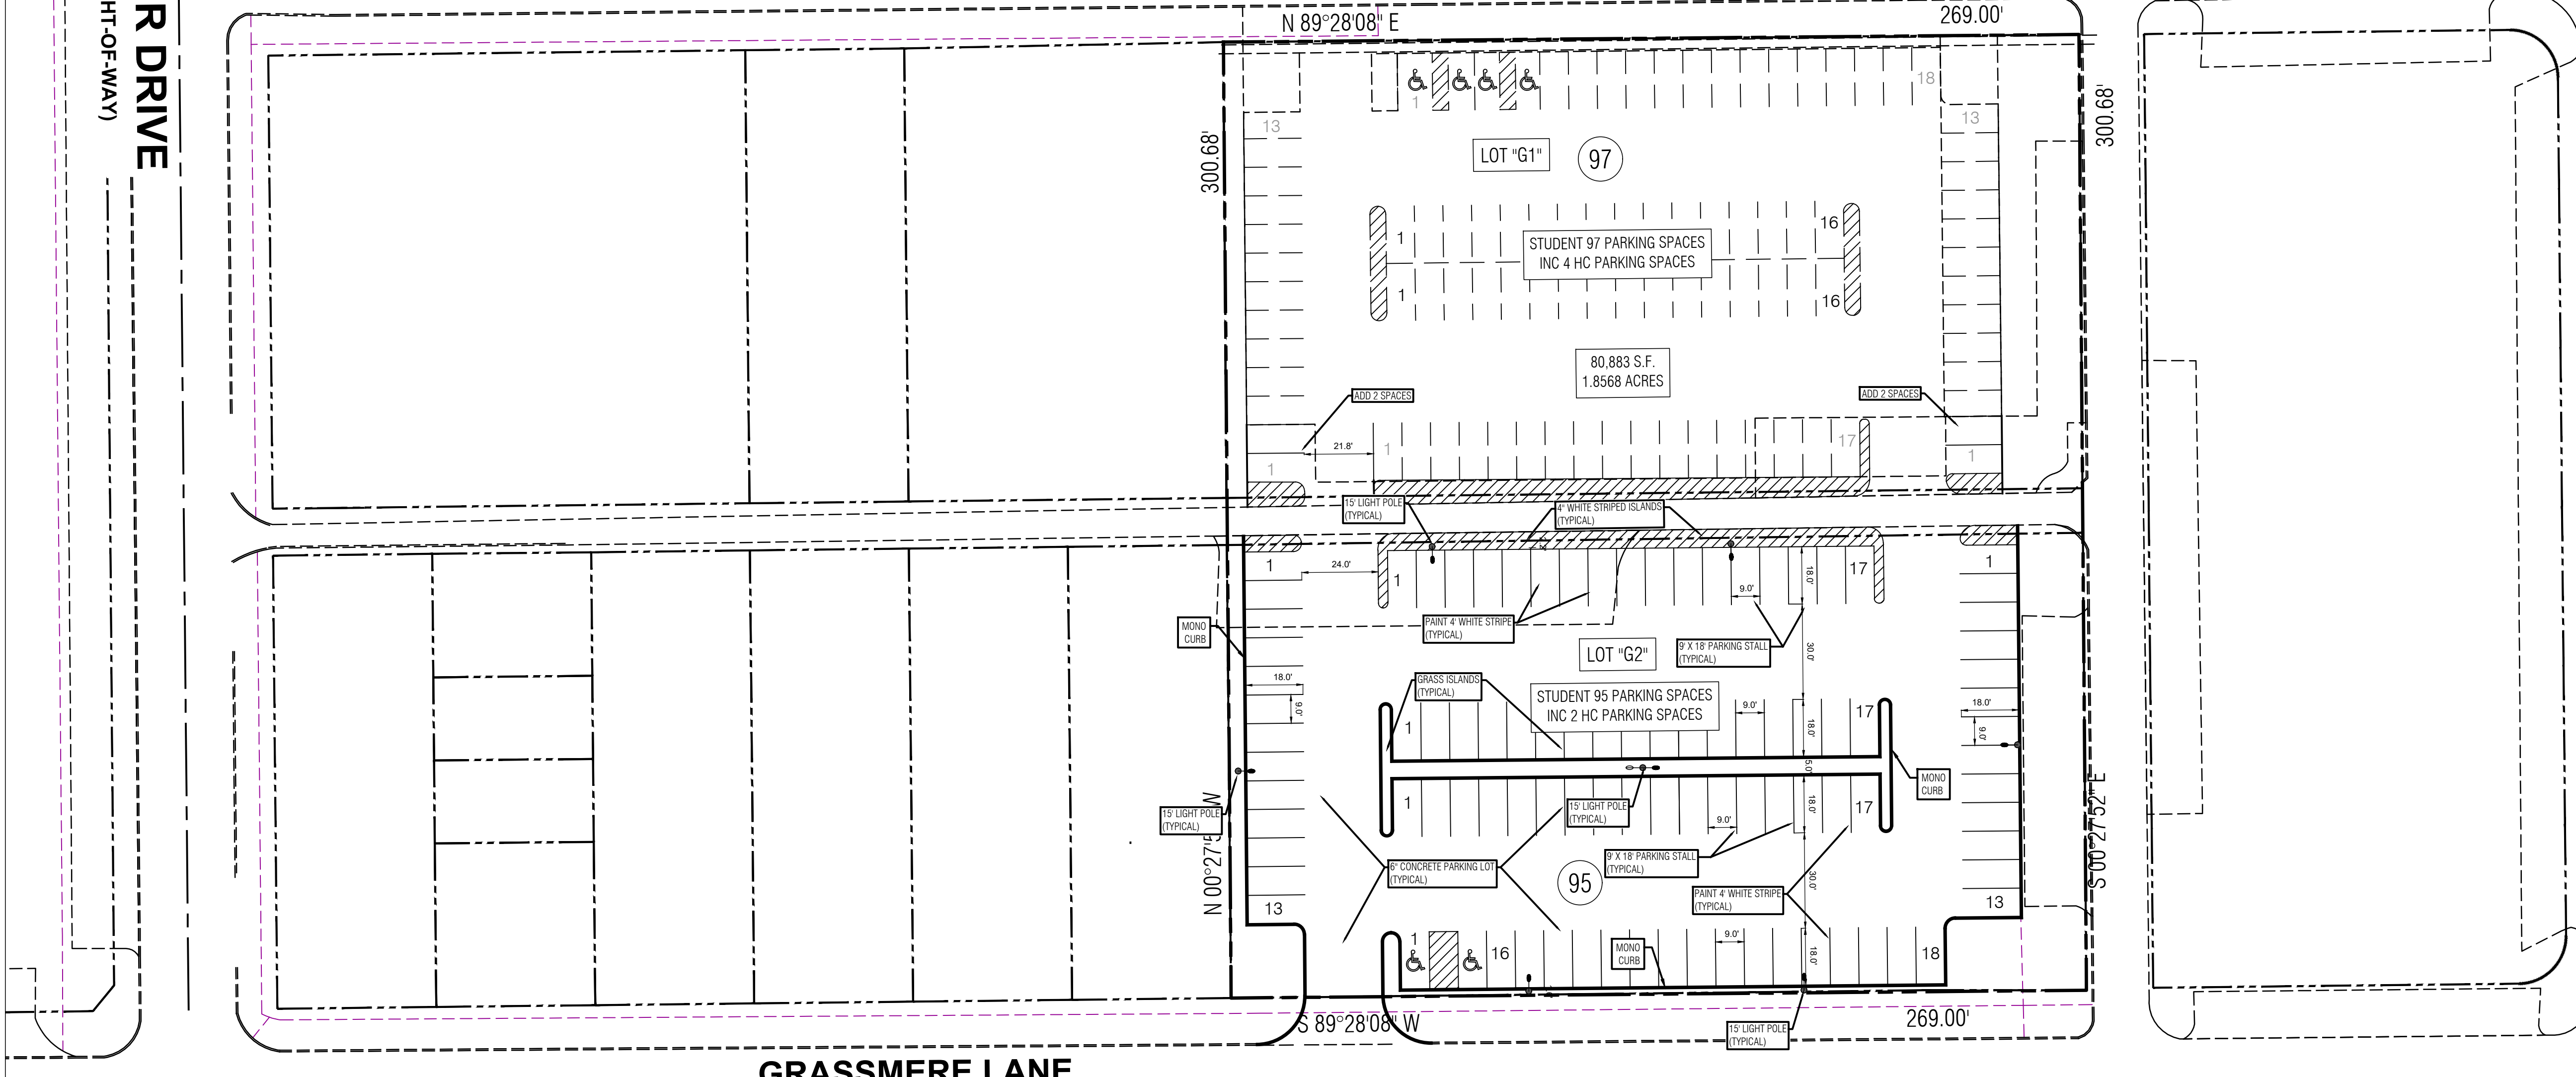 R DRIVE
HT-OF-WAY)
N 89°28'08" E
269.00'
300.68'
300.68'
1
18
13
13
LOT "G1"
97
1
16
STUDENT 97 PARKING SPACES
INC 4 HC PARKING SPACES
1
16
80,883 S.F.
1.8568 ACRES
ADD 2 SPACES
ADD 2 SPACES
21.8'
1
17
1
1
15' LIGHT POLE
(TYPICAL)
4" WHITE STRIPED ISLANDS
(TYPICAL)
1
24.0'
1
17
18.0'
1
9.0'
PAINT 4' WHITE STRIPE
(TYPICAL)
MONO
CURB
LOT "G2"
9' X 18' PARKING STALL
(TYPICAL)
30.0'
18.0'
9.0'
GRASS ISLANDS
(TYPICAL)
STUDENT 95 PARKING SPACES
INC 2 HC PARKING SPACES
1
9.0'
18.0'
17
18.0'
9.0'
5.0'
MONO
CURB
1
15' LIGHT POLE
(TYPICAL)
9.0'
18.0'
17
15' LIGHT POLE
(TYPICAL)
N 00°27'5 W
S 00°27'52" E
6" CONCRETE PARKING LOT
(TYPICAL)
9' X 18' PARKING STALL
(TYPICAL)
95
30.0'
PAINT 4' WHITE STRIPE
(TYPICAL)
13
13
1
16
MONO
CURB
9.0'
18.0'
18
S 89°28'08" W
269.00'
15' LIGHT POLE
(TYPICAL)
GRASSMERE LANE